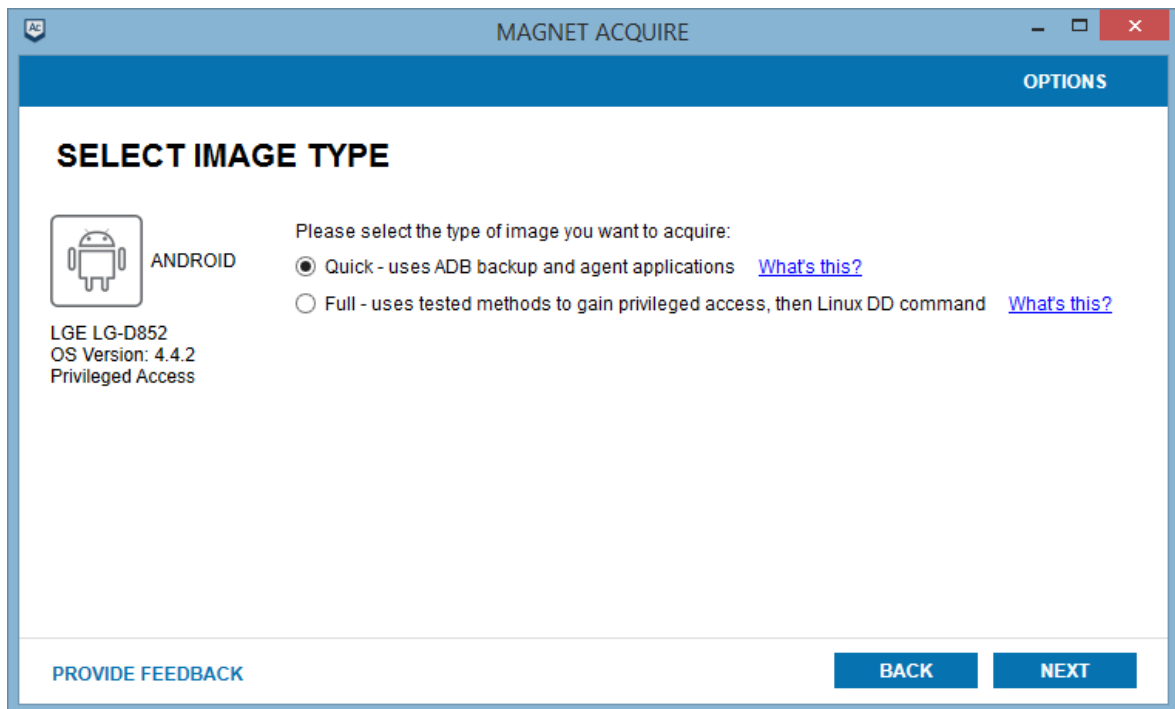 Ac
MAGNET ACQUIRE
OPTIONS
SELECT IMAGE TYPE
ANDROID
LGE LG-D852
OS Version: 4.4.2
Privileged Access
Please select the type of image you want to acquire:
Quick - uses ADB backup and agent applications What's this?
Full - uses tested methods to gain privileged access, then Linux DD command What's this?
PROVIDE FEEDBACK
BACK
NEXT